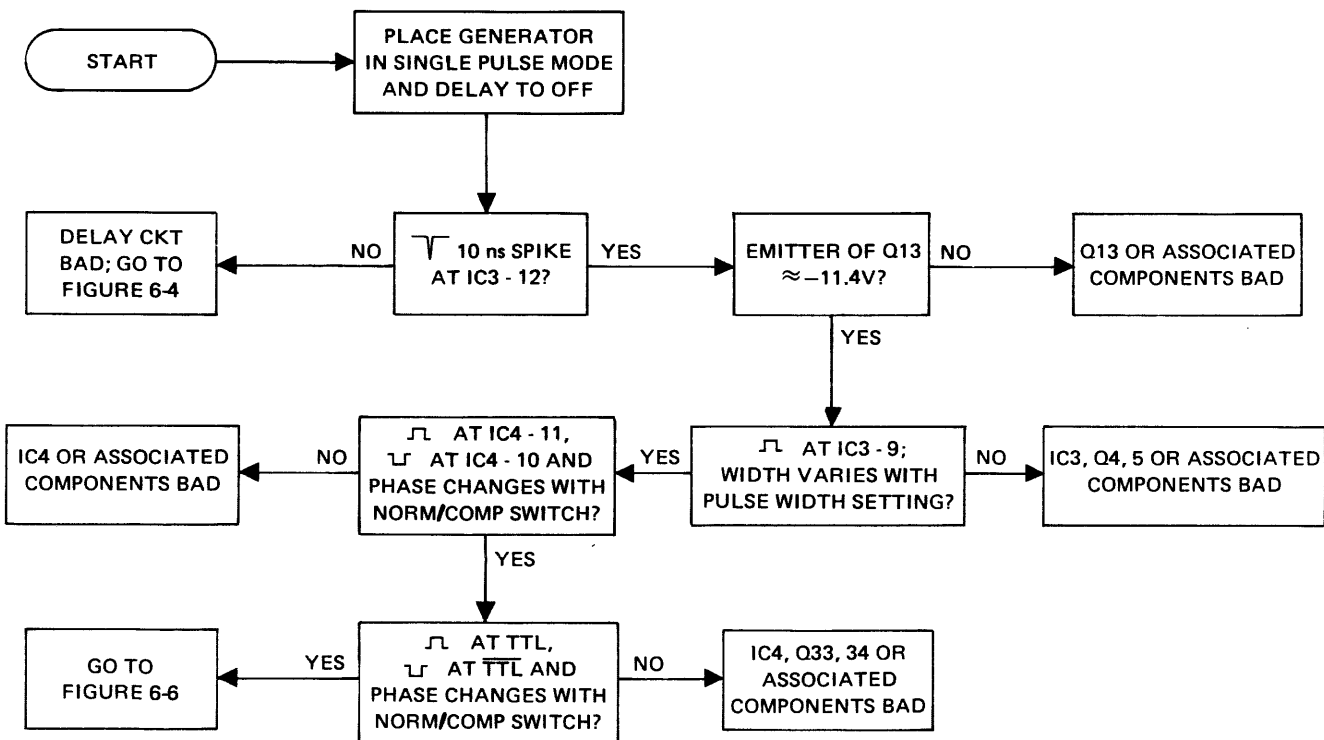 START
PLACE GENERATOR
IN SINGLE PULSE MODE
AND DELAY TO OFF
DELAY CKT
BAD; GO TO
FIGURE 6-4
NO
10 ns SPIKE
AT IC3 - 12?
YES
EMITTER OF Q13
≈−11.4V?
NO
Q13 OR ASSOCIATED
COMPONENTS BAD
YES
IC4 OR ASSOCIATED
COMPONENTS BAD
NO
AT IC4 - 11,
AT IC4 - 10 AND
PHASE CHANGES WITH
NORM/COMP SWITCH?
YES
AT IC3 - 9;
WIDTH VARIES WITH
PULSE WIDTH SETTING?
NO
IC3, Q4, 5 OR ASSOCIATED
COMPONENTS BAD
YES
GO TO
FIGURE 6-6
YES
AT TTL,
AT T̅T̅L̅ AND
PHASE CHANGES WITH
NORM/COMP SWITCH?
NO
IC4, Q33, 34 OR
ASSOCIATED
COMPONENTS BAD